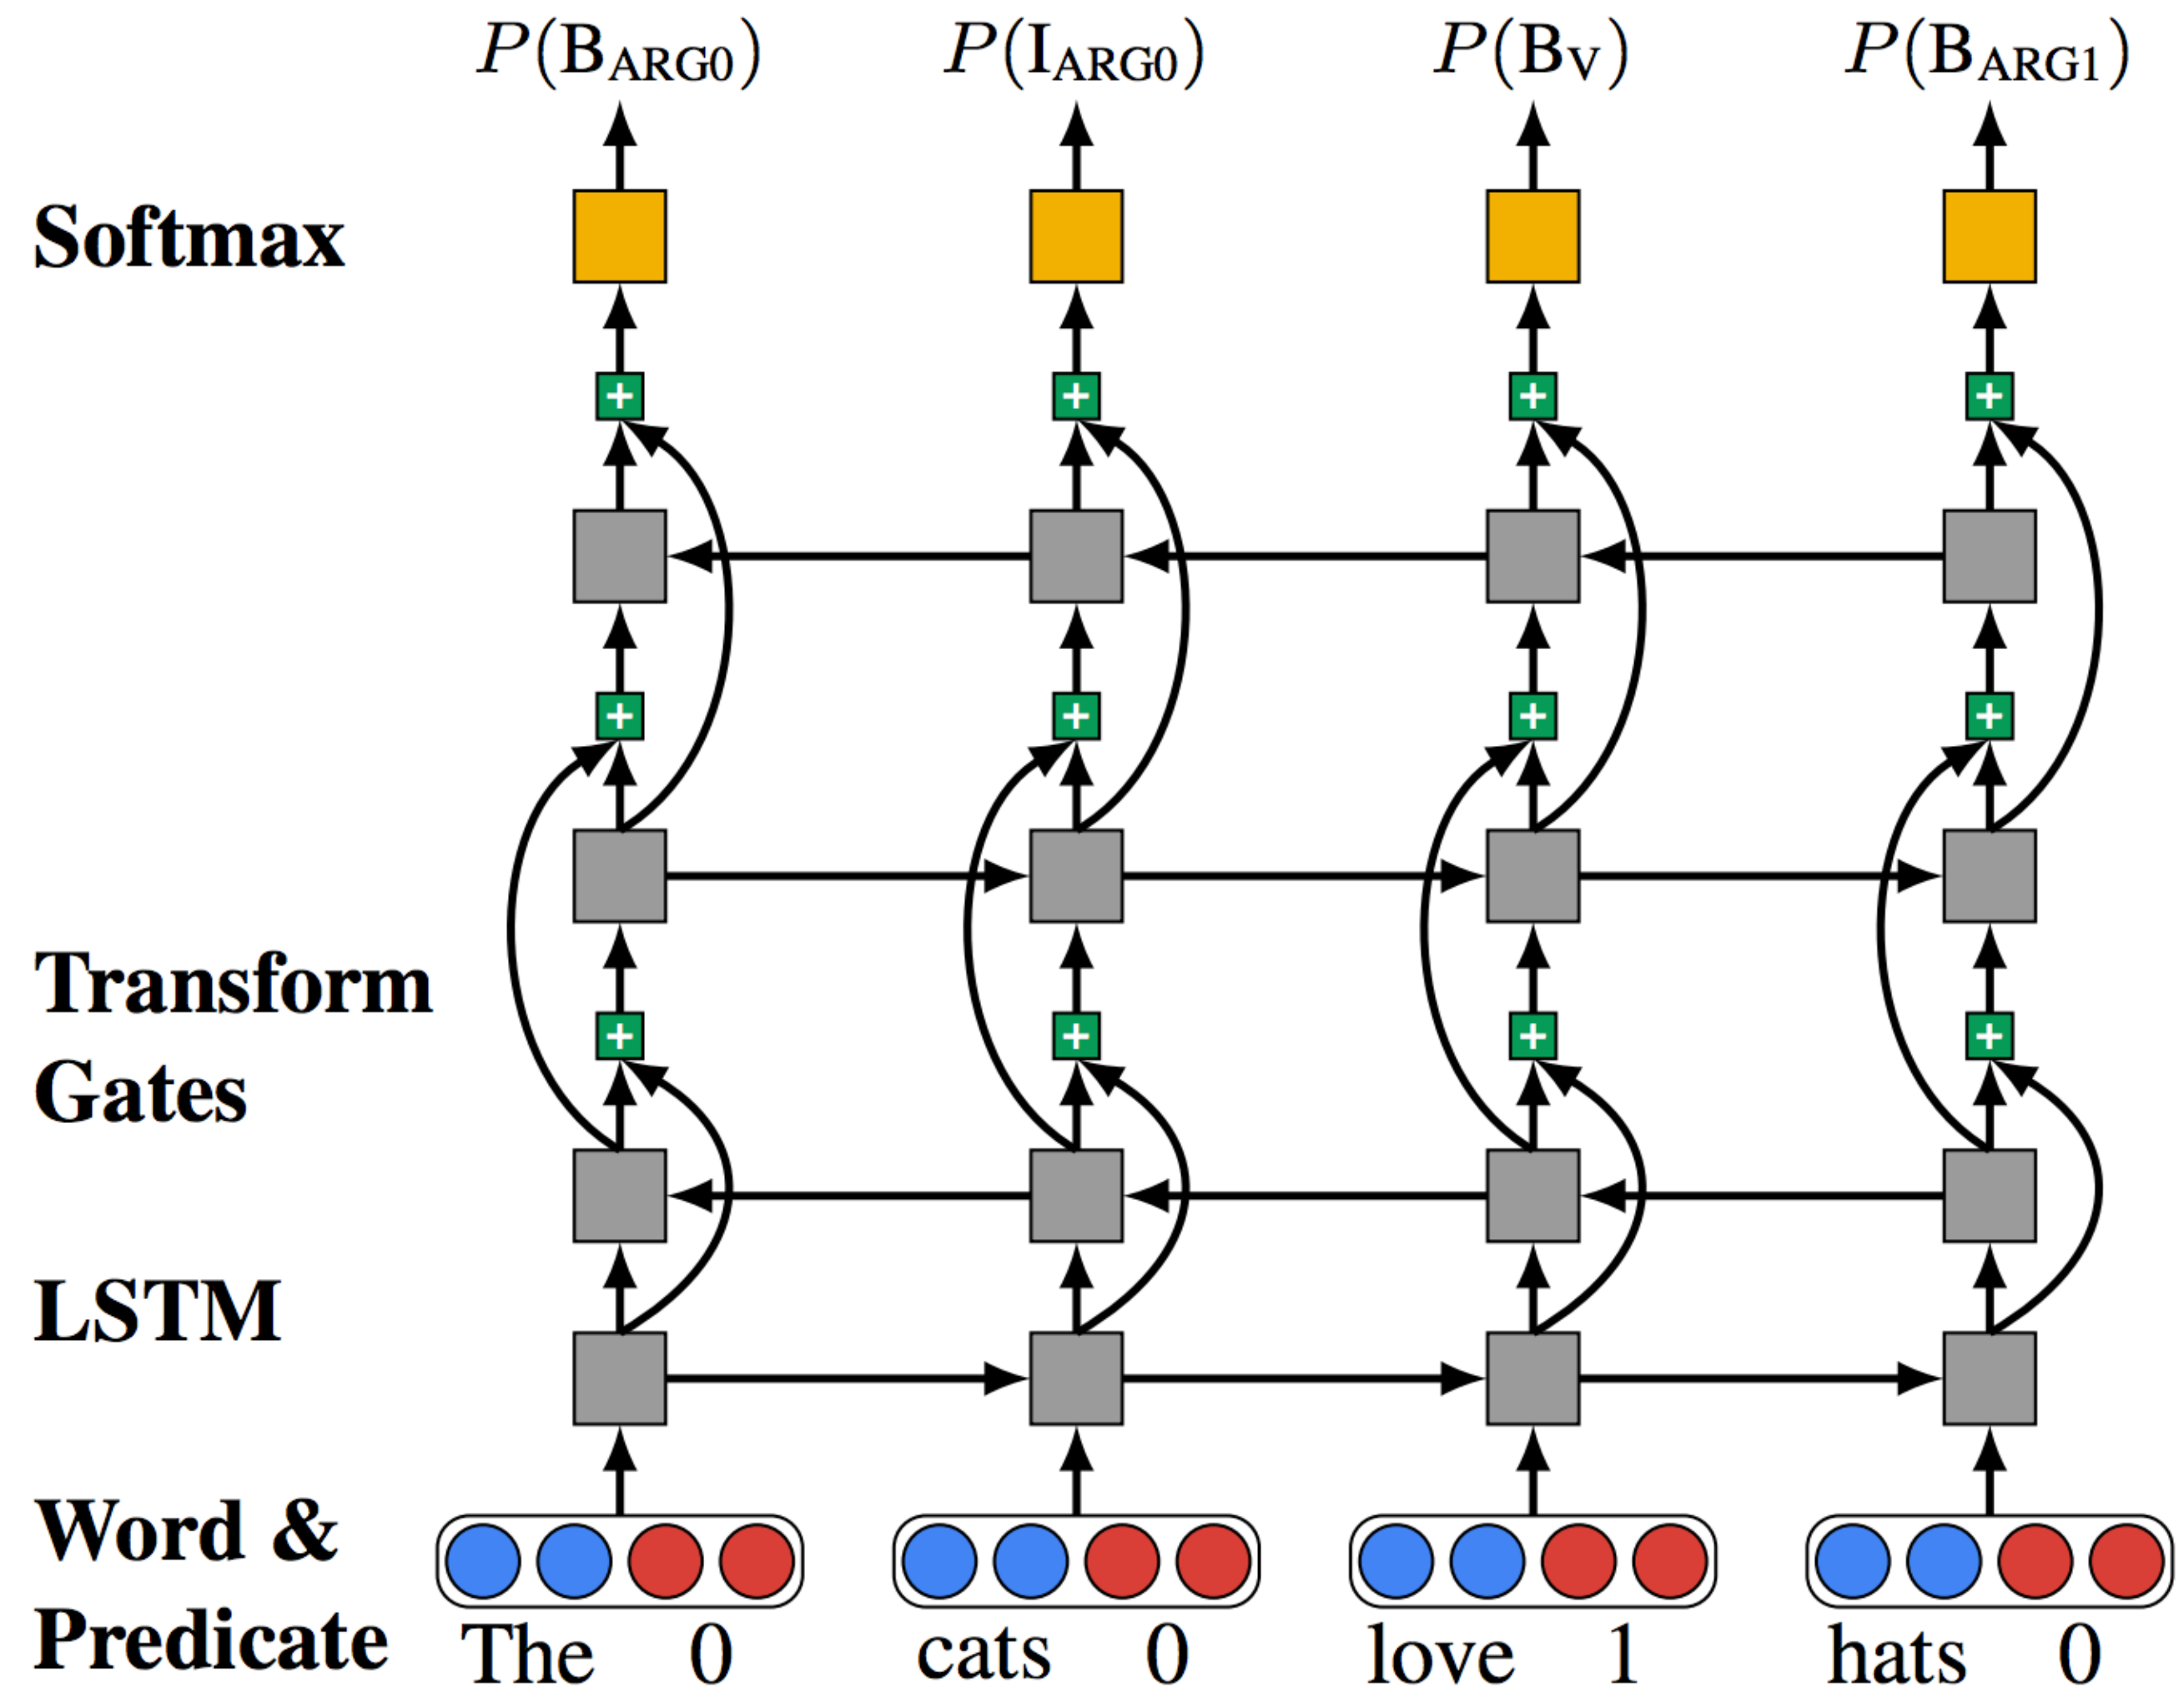 P(B_ARG0) P(I_ARG0) P(B_V) P(B_ARG1)
Softmax
+ + + +
+ + + +
Transform
+ + + +
Gates
LSTM
Word &
Predicate The 0 cats 0 love 1 hats 0